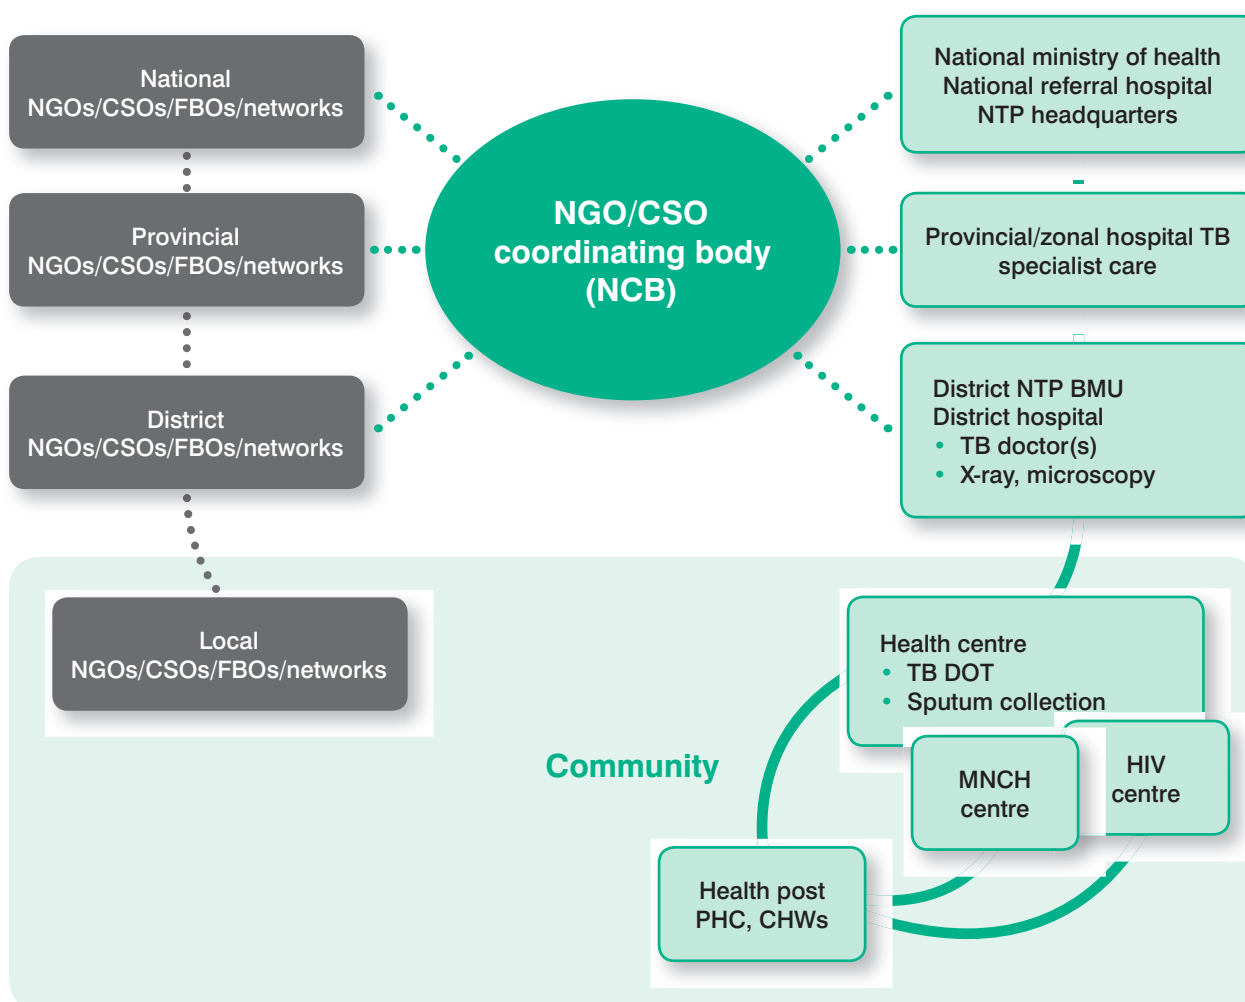 National
NGOs/CSOs/FBOs/networks
Provincial
NGOs/CSOs/FBOs/networks
District
NGOs/CSOs/FBOs/networks
Local
NGOs/CSOs/FBOs/networks
NGO/CSO
coordinating body
(NCB)
National ministry of health
National referral hospital
NTP headquarters
Provincial/zonal hospital TB
specialist care
District NTP BMU
District hospital
• TB doctor(s)
• X-ray, microscopy
Community
Health centre
• TB DOT
• Sputum collection
MNCH
centre
HIV
centre
Health post
PHC, CHWs